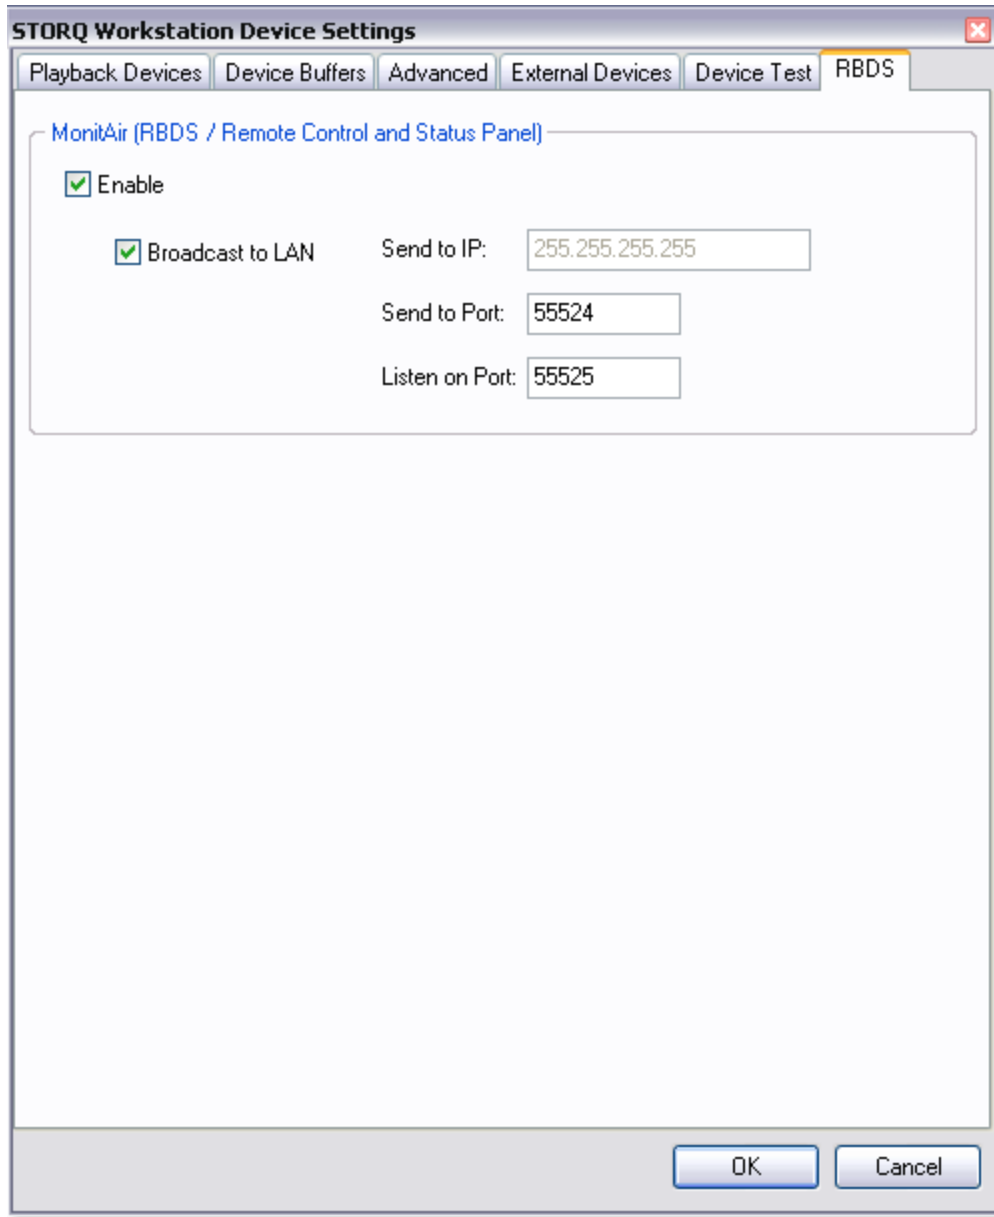 STORQ Workstation Device Settings
Playback Devices Device Buffers Advanced External Devices Device Test RBDS
MonitAir (RBDS / Remote Control and Status Panel)
Enable
Broadcast to LAN Send to IP: 255.255.255.255
Send to Port: 55524
Listen on Port: 55525
OK Cancel